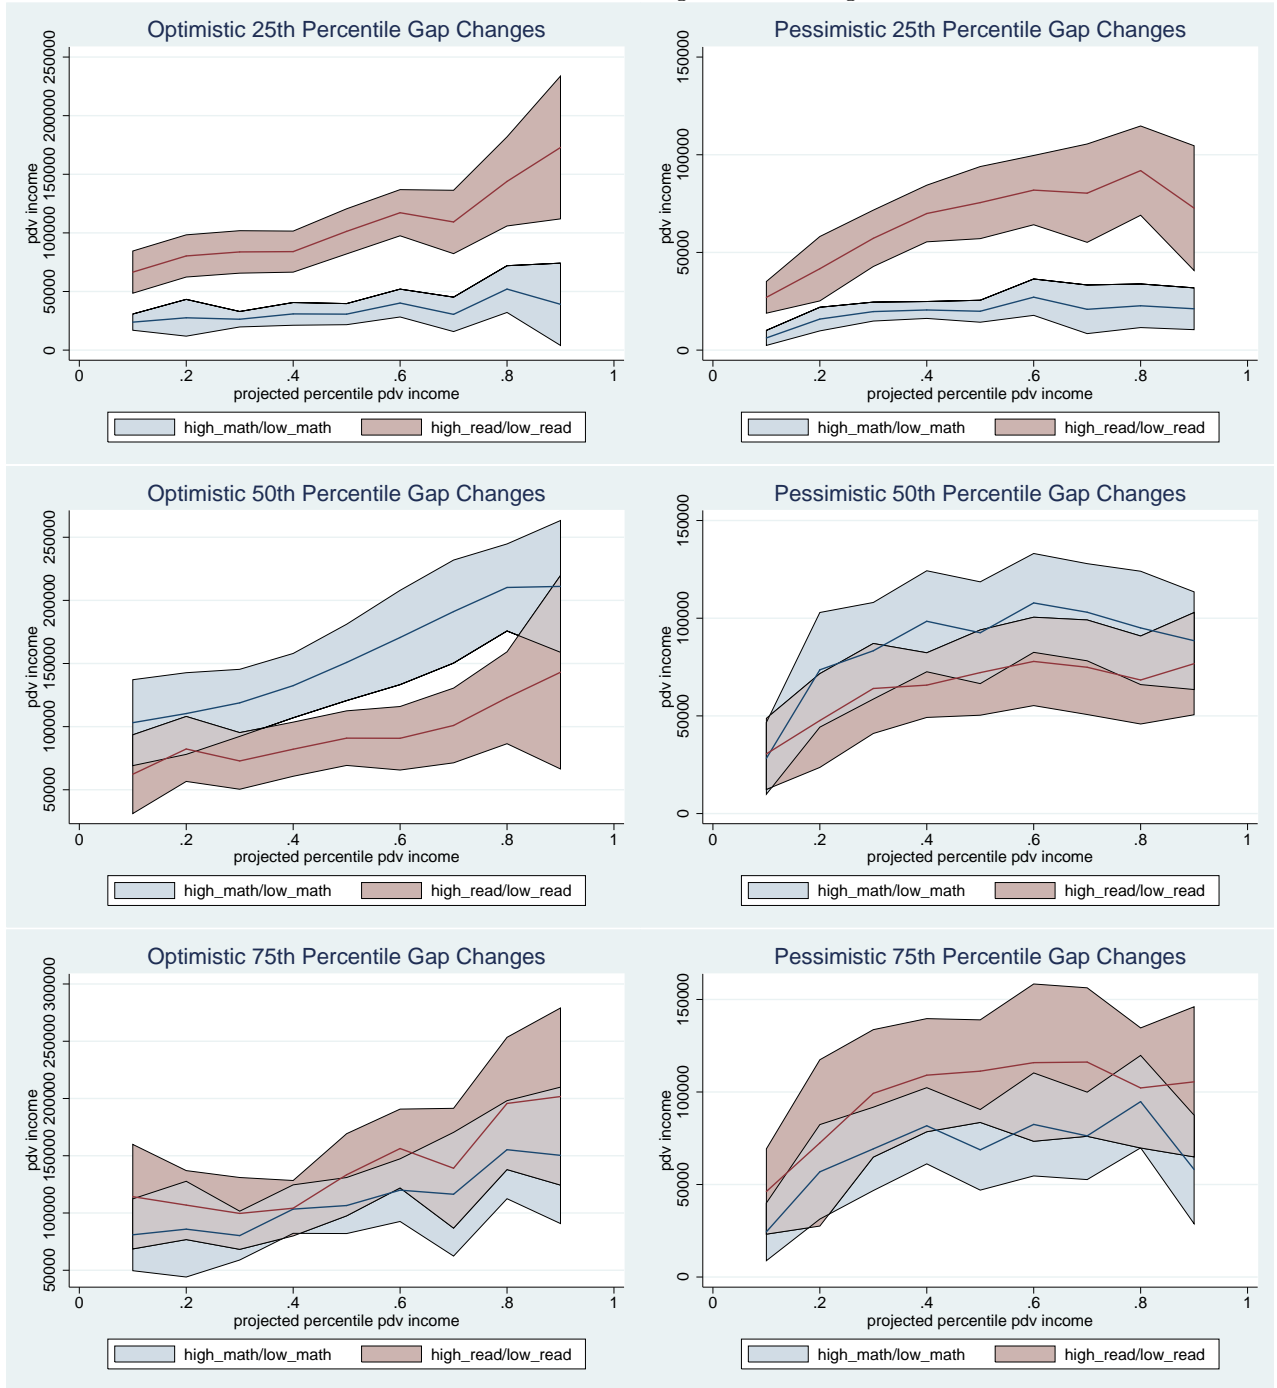 Optimistic 25th Percentile Gap Changes
pdv income
0 50000 100000 150000 200000 250000
0 .2 .4 .6 .8 1
projected percentile pdv income
high_math/low_math high_read/low_read
Pessimistic 25th Percentile Gap Changes
pdv income
0 50000 100000 150000
0 .2 .4 .6 .8 1
projected percentile pdv income
high_math/low_math high_read/low_read
Optimistic 50th Percentile Gap Changes
pdv income
50000 100000 150000 200000 250000
0 .2 .4 .6 .8 1
projected percentile pdv income
high_math/low_math high_read/low_read
Pessimistic 50th Percentile Gap Changes
pdv income
0 50000 100000 150000
0 .2 .4 .6 .8 1
projected percentile pdv income
high_math/low_math high_read/low_read
Optimistic 75th Percentile Gap Changes
pdv income
50000 100000 150000 200000 250000 300000
0 .2 .4 .6 .8 1
projected percentile pdv income
high_math/low_math high_read/low_read
Pessimistic 75th Percentile Gap Changes
pdv income
0 50000 100000 150000
0 .2 .4 .6 .8 1
projected percentile pdv income
high_math/low_math high_read/low_read